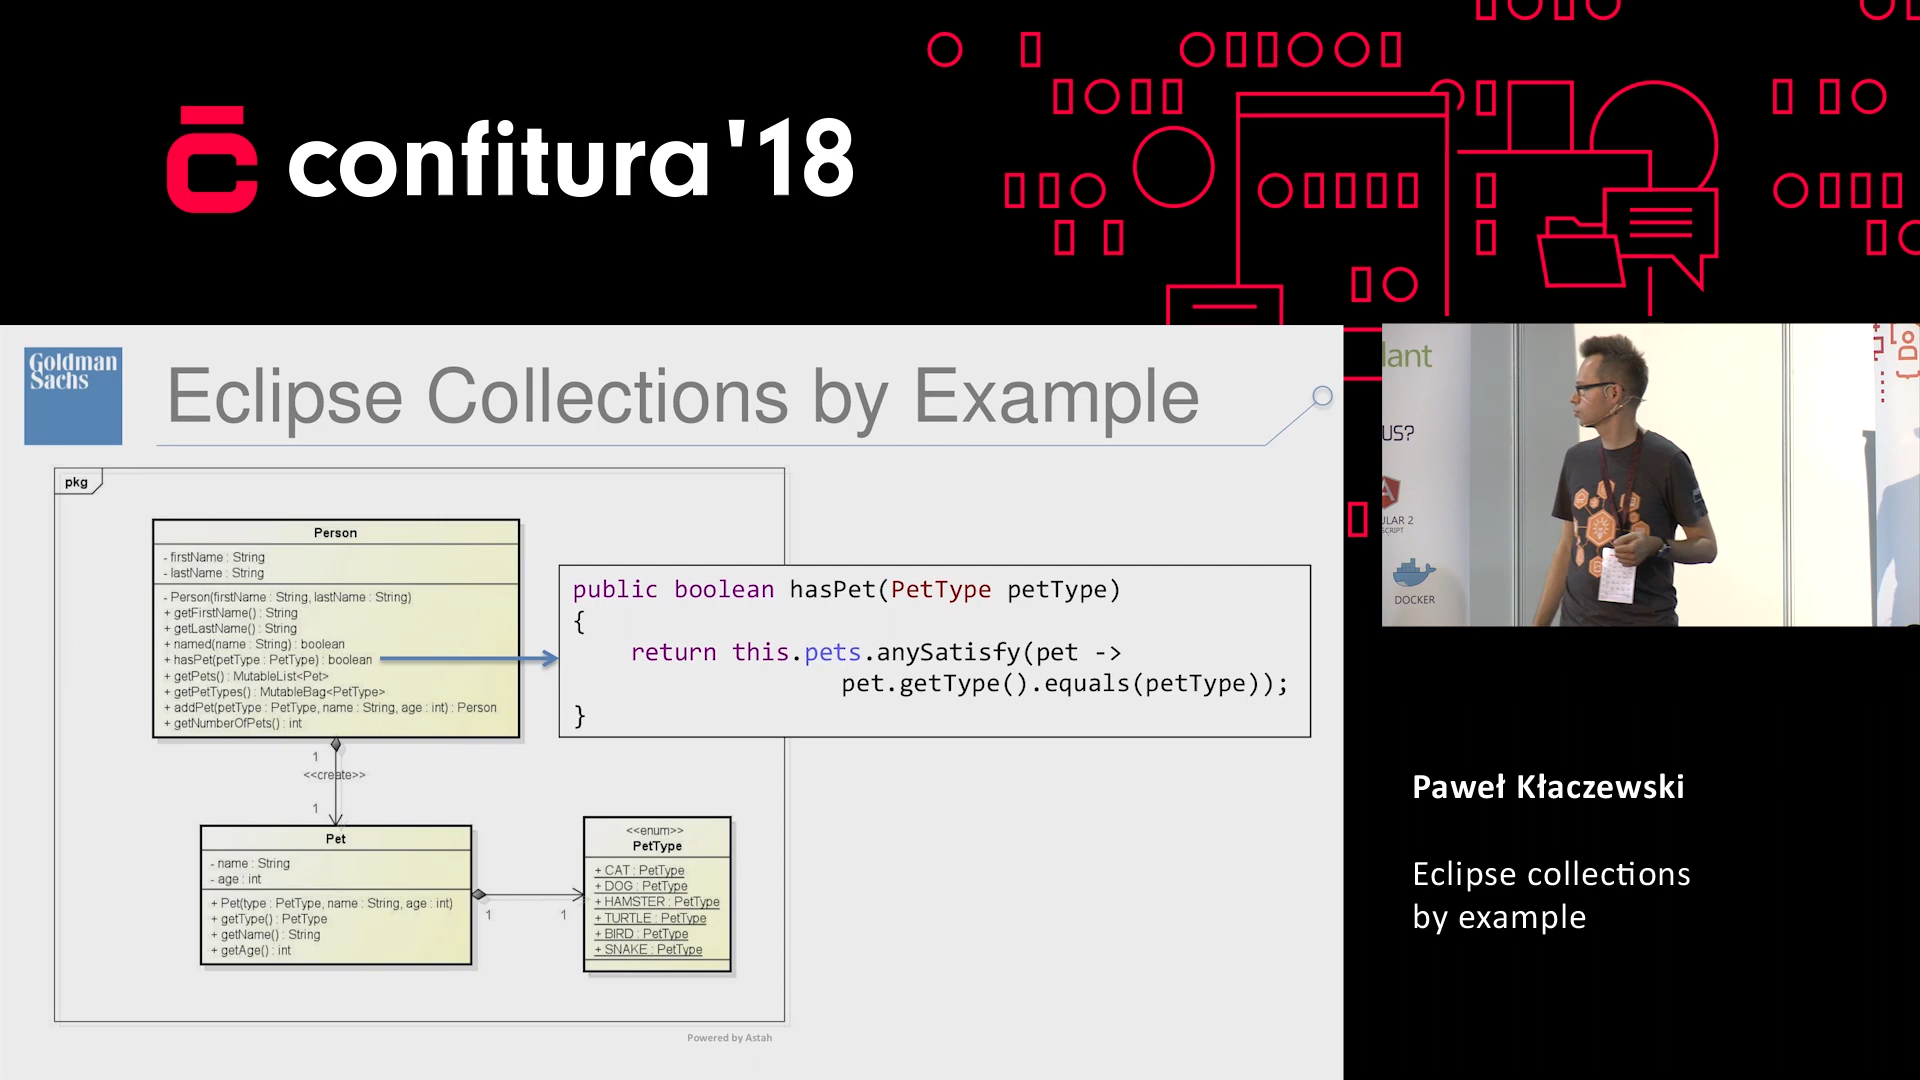 confitura '18
Goldman
Sachs
Eclipse Collections by Example
pkg
Person
- firstName : String
- lastName : String
- Person(firstName : String, lastName : String)
+ getFirstName() : String
+ getLastName() : String
+ named(name : String) : boolean
+ hasPet(petType : PetType) : boolean
+ getPets() : MutableList<Pet>
+ getPetTypes() : MutableBag<PetType>
+ addPet(petType : PetType, name : String, age : int) : Person
+ getNumberOfPets() : int
public boolean hasPet(PetType petType)
{
return this.pets.anySatisfy(pet ->
pet.getType().equals(petType));
}
1
<<create>>
1
Pet
- name : String
- age : int
+ Pet(type : PetType, name : String, age : int)
+ getType() : PetType
+ getName() : String
+ getAge() : int
1
1
<<enum>>
PetType
+ CAT : PetType
+ DOG : PetType
+ HAMSTER : PetType
+ TURTLE : PetType
+ BIRD : PetType
+ SNAKE : PetType
Powered by Astah
lant
US?
ULAR 2
CRIPT
DOCKER
Paweł Kłaczewski
Eclipse collections
by example